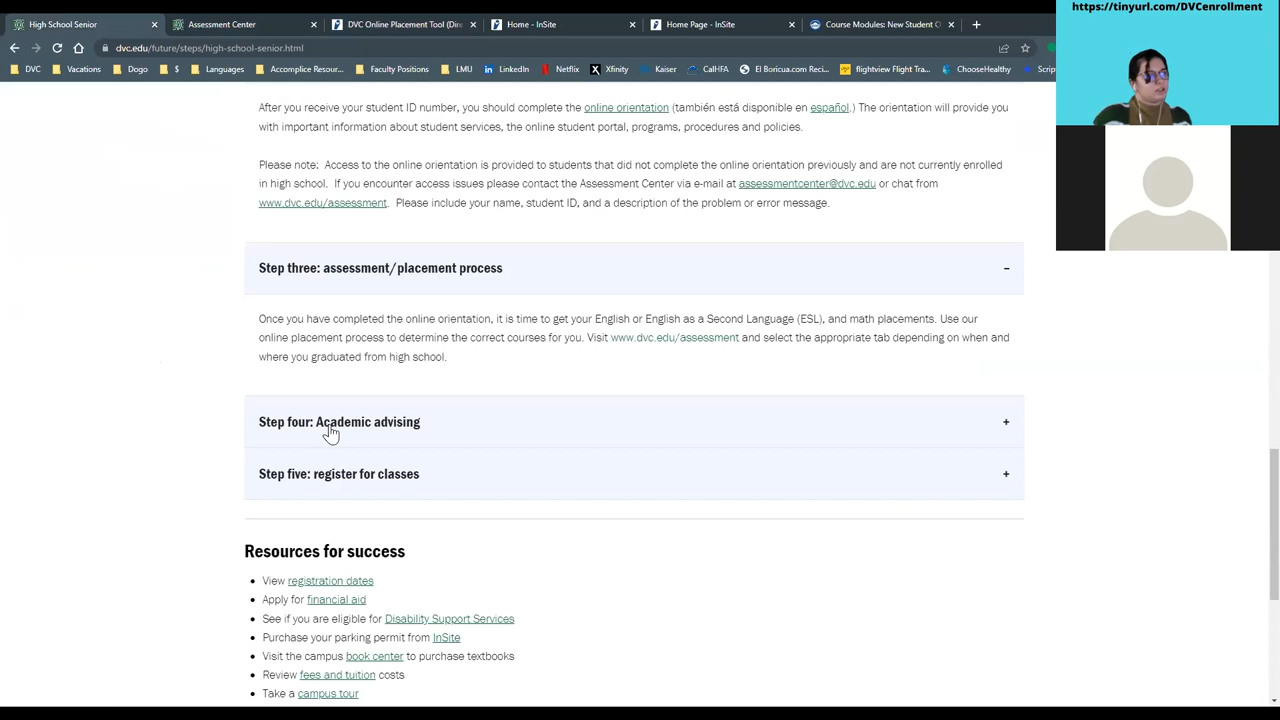 https://tinyurl.com/DVCenrollment
High School Senior
Assessment Center
DVC Online Placement Tool (Dire
Home - InSite
Home Page - InSite
Course Modules: New Student O
dvc.edu/future/steps/high-school-senior.html
DVC
Vacations
Dogo
$
Languages
Accomplice Resour...
Faculty Positions
LMU
LinkedIn
Netflix
Xfinity
Kaiser
CalHFA
El Boricua.com Reci...
flightview Flight Tra...
ChooseHealthy
Scrip
After you receive your student ID number, you should complete the online orientation (también está disponible en español.) The orientation will provide you
with important information about student services, the online student portal, programs, procedures and policies.
Please note: Access to the online orientation is provided to students that did not complete the online orientation previously and are not currently enrolled
in high school. If you encounter access issues please contact the Assessment Center via e-mail at assessmentcenter@dvc.edu or chat from
www.dvc.edu/assessment. Please include your name, student ID, and a description of the problem or error message.
Step three: assessment/placement process
Once you have completed the online orientation, it is time to get your English or English as a Second Language (ESL), and math placements. Use our
online placement process to determine the correct courses for you. Visit www.dvc.edu/assessment and select the appropriate tab depending on when and
where you graduated from high school.
Step four: Academic advising
Step five: register for classes
Resources for success
• View registration dates
• Apply for financial aid
• See if you are eligible for Disability Support Services
• Purchase your parking permit from InSite
• Visit the campus book center to purchase textbooks
• Review fees and tuition costs
• Take a campus tour